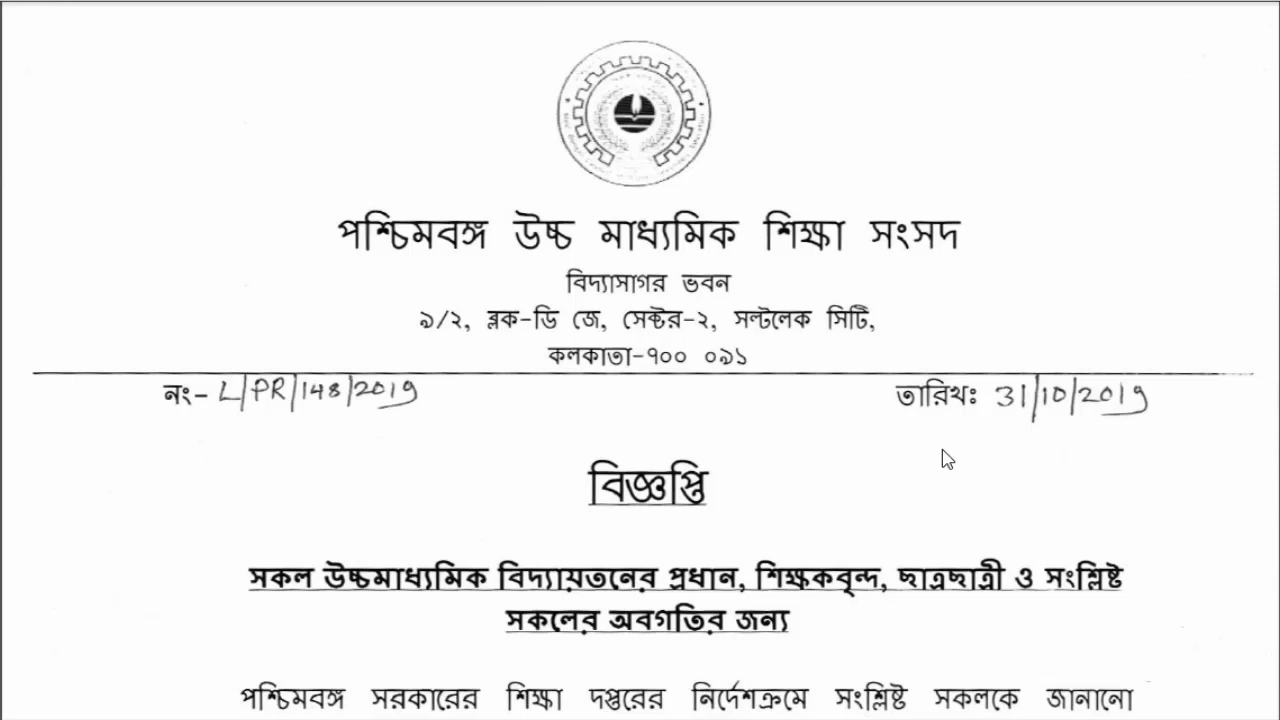 পশ্চিমবঙ্গ উচ্চ মাধ্যমিক শিক্ষা সংসদ
বিদ্যাসাগর ভবন
৯/২, ব্লক-ডি জে, সেক্টর-২, সল্টলেক সিটি,
কলকাতা-৭০০ ০৯১
নং- L/PR/148/2019 তারিখঃ 31/10/2019
বিজ্ঞপ্তি
সকল উচ্চমাধ্যমিক বিদ্যায়তনের প্রধান, শিক্ষকবৃন্দ, ছাত্রছাত্রী ও সংশ্লিষ্ট
সকলের অবগতির জন্য
পশ্চিমবঙ্গ সরকারের শিক্ষা দপ্তরের নির্দেশক্রমে সংশ্লিষ্ট সকলকে জানানো